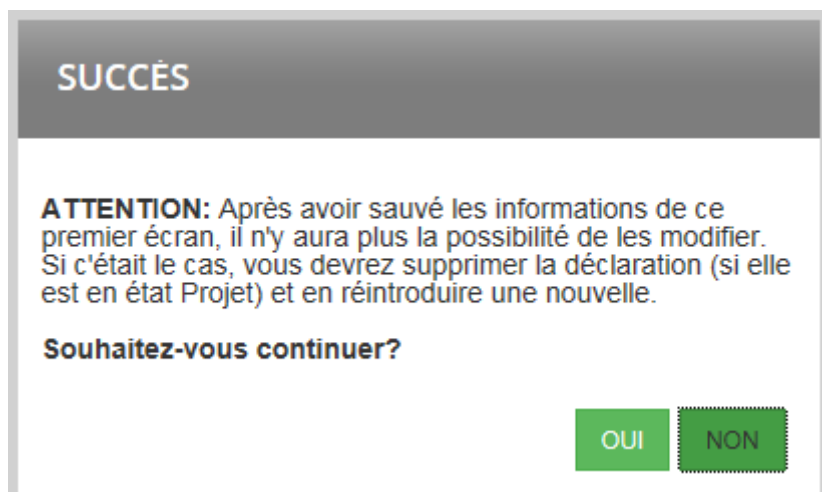 SUCCÈS
ATTENTION: Après avoir sauvé les informations de ce
premier écran, il n'y aura plus la possibilité de les modifier.
Si c'était le cas, vous devrez supprimer la déclaration (si elle
est en état Projet) et en réintroduire une nouvelle.
Souhaitez-vous continuer?
OUI NON